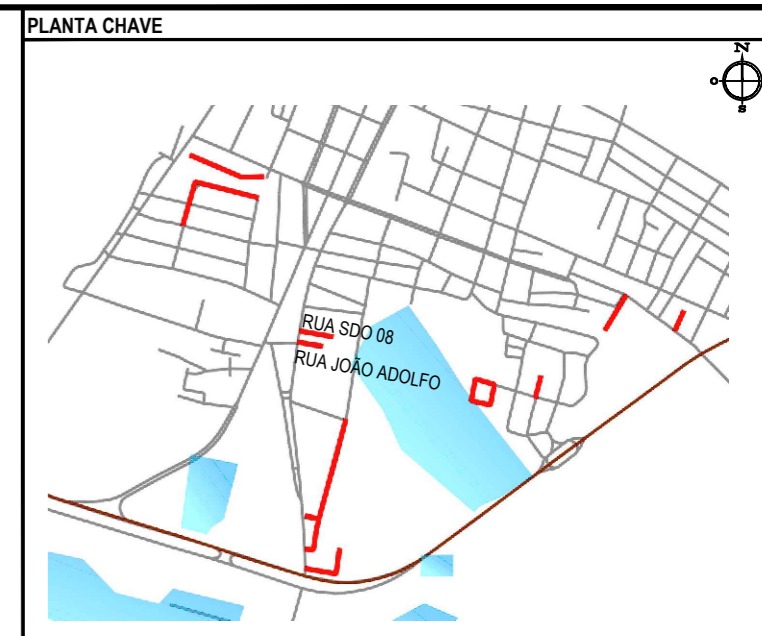 PLANTA CHAVE
N
O
S
RUA SDO 08
RUA JOÃO ADOLFO